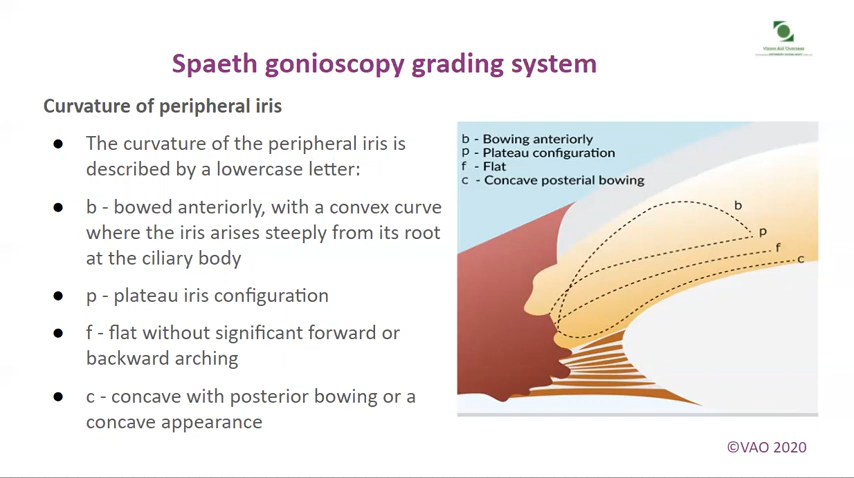 Vision Aid Overseas
Spaeth gonioscopy grading system
Curvature of peripheral iris
● The curvature of the peripheral iris is
described by a lowercase letter:
● b - bowed anteriorly, with a convex curve
where the iris arises steeply from its root
at the ciliary body
● p - plateau iris configuration
● f - flat without significant forward or
backward arching
● c - concave with posterior bowing or a
concave appearance
b - Bowing anteriorly
p - Plateau configuration
f - Flat
c - Concave posterial bowing
b
p
f
c
©VAO 2020